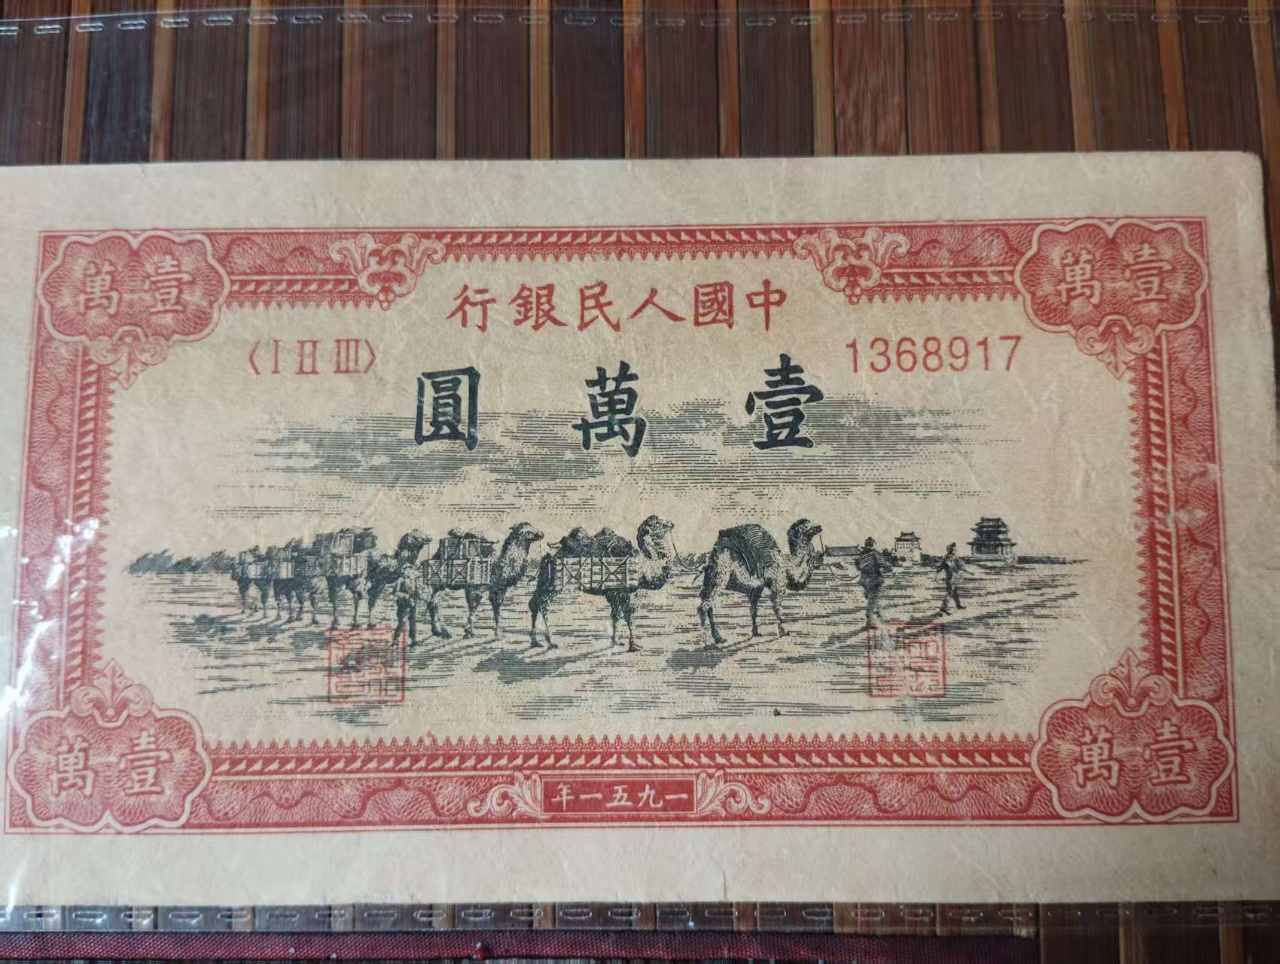 壹萬
壹萬
中國人民銀行
〈I II III〉
1368917
壹萬圓
壹萬
壹萬
一九五一年